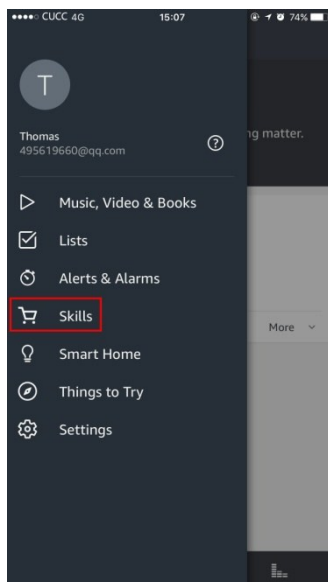 CUCC 4G 15:07 74%
T
Thomas
495619660@qq.com
ng matter.
Music, Video & Books
Lists
Alerts & Alarms
Skills
More
Smart Home
Things to Try
Settings